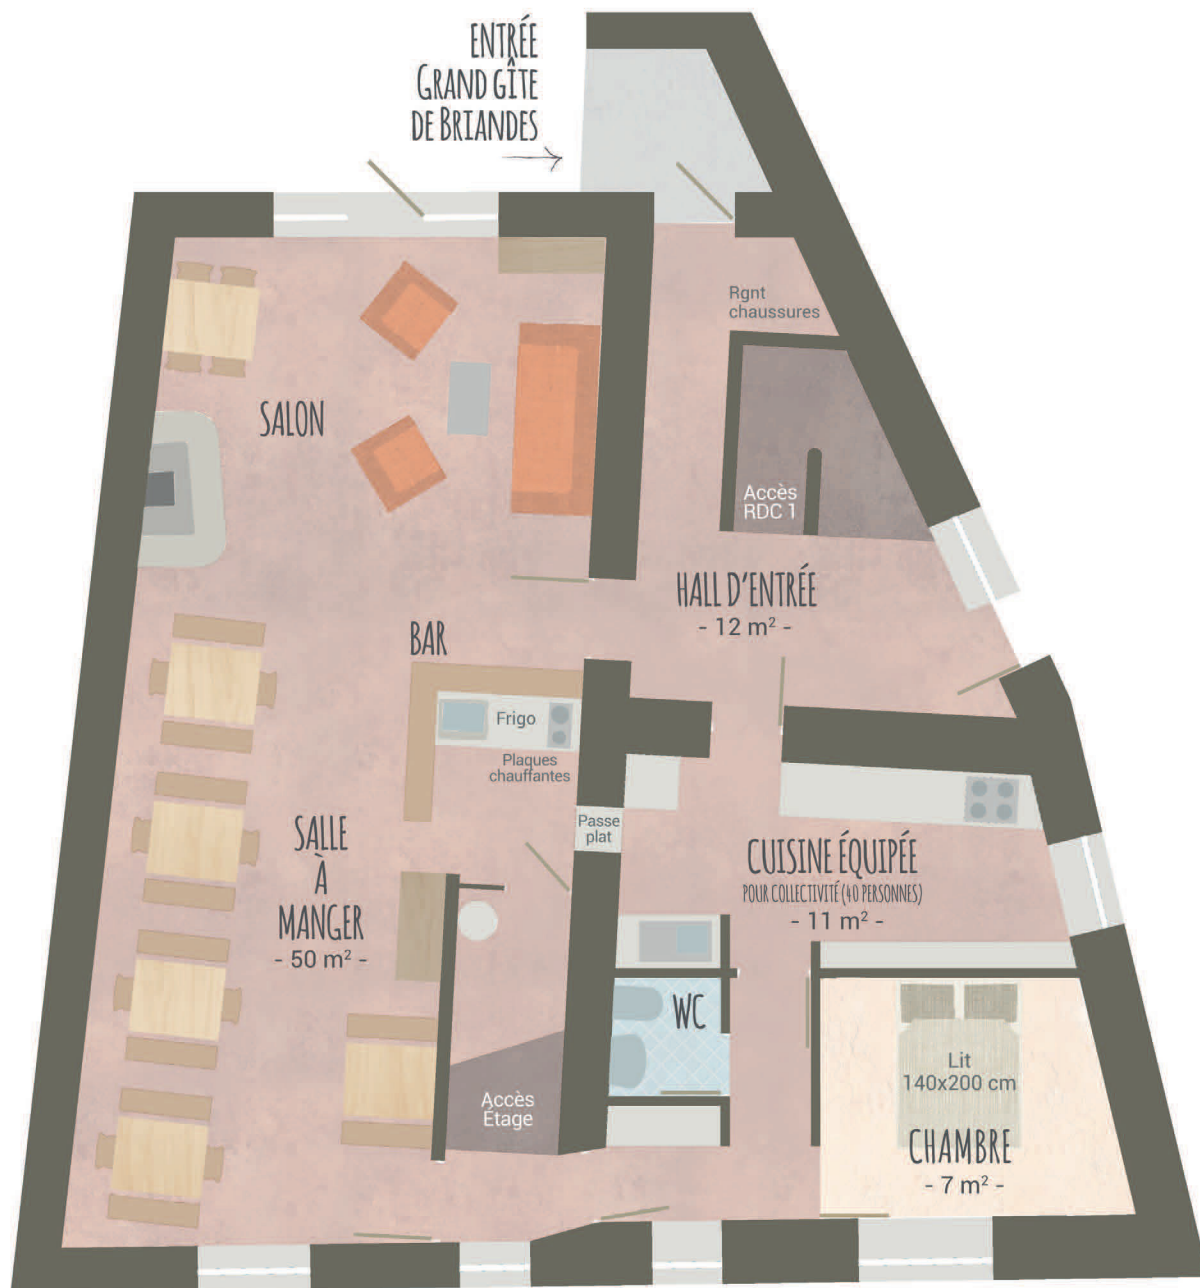 ENTRÉE
GRAND GÎTE
DE BRIANDES
Rgnt
chaussures
SALON
Accès
RDC 1
HALL D'ENTRÉE
- 12 m² -
BAR
Frigo
Plaques
chauffantes
Passe
plat
SALLE
À
MANGER
- 50 m² -
CUISINE ÉQUIPÉE
POUR COLLECTIVITÉ (40 PERSONNES)
- 11 m² -
WC
Lit
140x200 cm
Accès
Étage
CHAMBRE
- 7 m² -